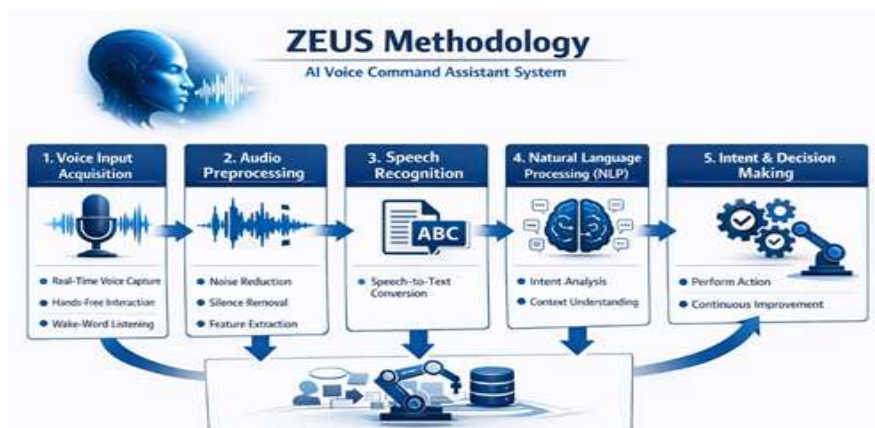 ZEUS Methodology
AI Voice Command Assistant System
1. Voice Input
Acquisition
Real-Time Voice Capture
Hands-Free Interaction
Wake-Word Listening
2. Audio
Preprocessing
Noise Reduction
Silence Removal
Feature Extraction
3. Speech
Recognition
ABC
Speech-to-Text
Conversion
4. Natural Language
Processing (NLP)
Intent Analysis
Context Understanding
5. Intent & Decision
Making
Perform Action
Continuous Improvement